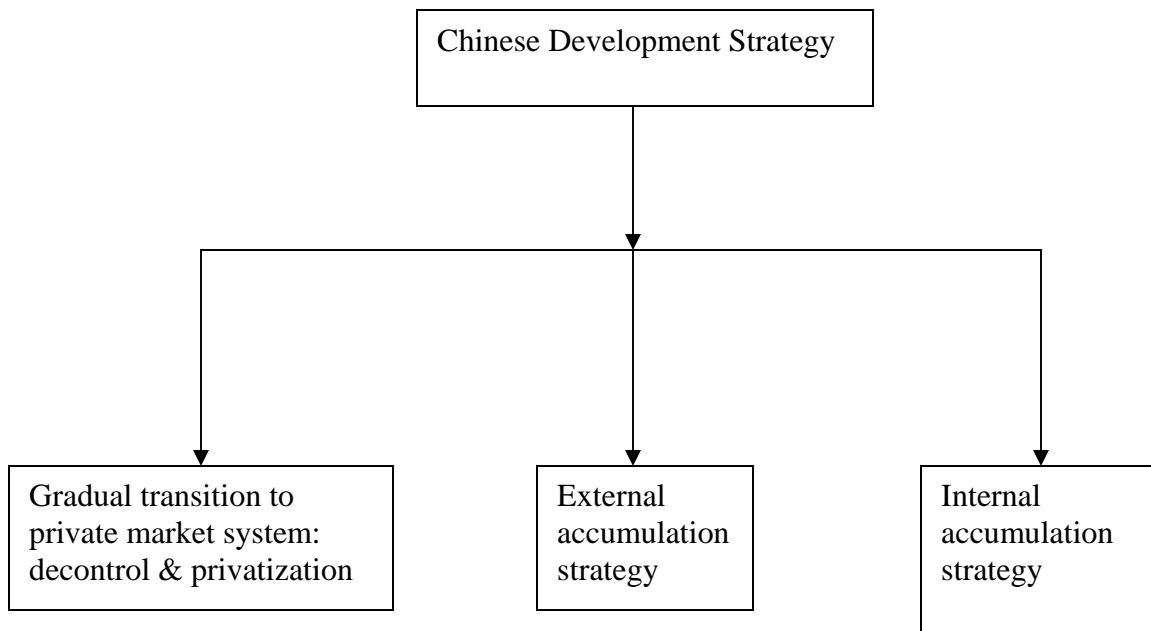 Chinese Development Strategy
Gradual transition to
private market system:
decontrol & privatization
External
accumulation
strategy
Internal
accumulation
strategy